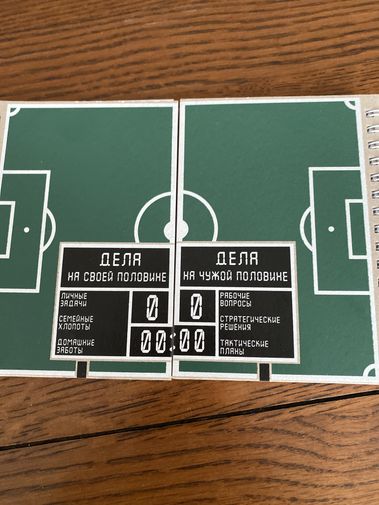 ДЕЛА
НА СВОЕЙ ПОЛОВИНЕ
ЛИЧНЫЕ
ЗАДАЧИ
СЕМЕЙНЫЕ
ХЛОПОТЫ
ДОМАШНИЕ
ЗАБОТЫ
0
ДЕЛА
НА ЧУЖОЙ ПОЛОВИНЕ
0
РАБОЧИЕ
ВОПРОСЫ
СТРАТЕГИЧЕСКИЕ
РЕШЕНИЯ
ТАКТИЧЕСКИЕ
ПЛАНЫ
00:00